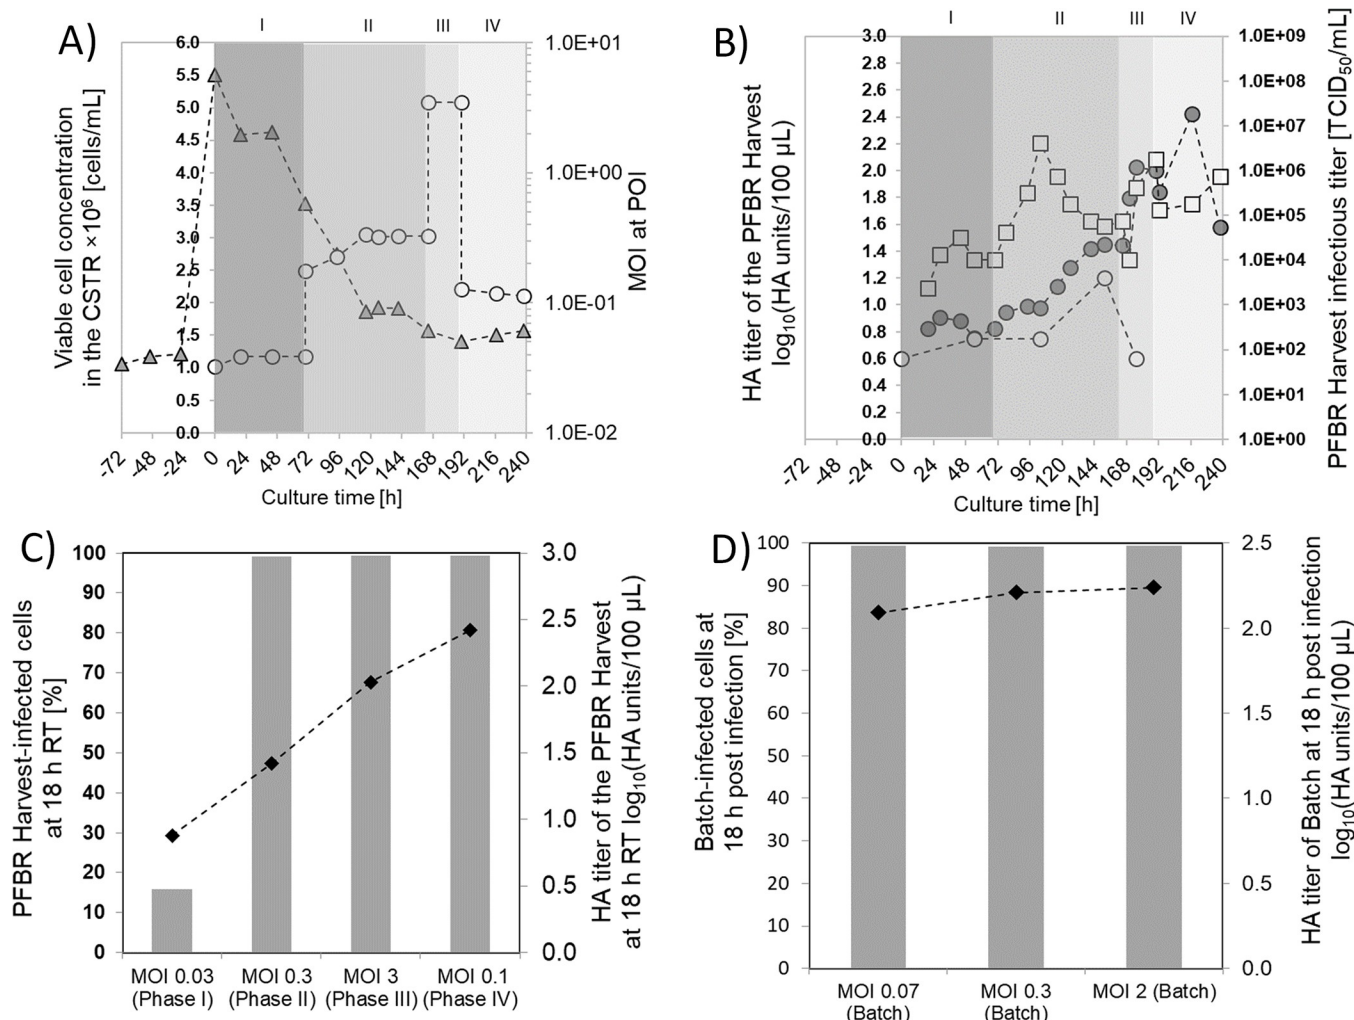 A)
I II III IV
6.0
5.5
5.0
4.5
4.0
3.5
3.0
2.5
2.0
1.5
1.0
0.5
0.0
Viable cell concentration
in the CSTR ×10⁶ [cells/mL]
1.0E+01
1.0E+00
1.0E-01
1.0E-02
MOI at POI
-72 -48 -24 0 24 48 72 96 120 144 168 192 216 240
Culture time [h]
B)
I II III IV
3.0
2.8
2.6
2.4
2.2
2.0
1.8
1.6
1.4
1.2
1.0
0.8
0.6
0.4
0.2
0.0
HA titer of the PFBR Harvest
log₁₀(HA units/100 µL)
1.0E+09
1.0E+08
1.0E+07
1.0E+06
1.0E+05
1.0E+04
1.0E+03
1.0E+02
1.0E+01
1.0E+00
PFBR Harvest infectious titer [TCID₅₀/mL]
-72 -48 -24 0 24 48 72 96 120 144 168 192 216 240
Culture time [h]
C)
100
90
80
70
60
50
40
30
20
10
0
PFBR Harvest-infected cells
at 18 h RT [%]
3.0
2.5
2.0
1.5
1.0
0.5
0.0
HA titer of the PFBR Harvest
at 18 h RT log₁₀(HA units/100 µL)
MOI 0.03 MOI 0.3 MOI 3 MOI 0.1
(Phase I) (Phase II) (Phase III) (Phase IV)
D)
100
90
80
70
60
50
40
30
20
10
0
Batch-infected cells at
18 h post infection [%]
2.5
2.0
1.5
1.0
0.5
0.0
HA titer of Batch at 18 h post infection
log₁₀(HA units/100 µL)
MOI 0.07 MOI 0.3 MOI 2 (Batch)
(Batch) (Batch)